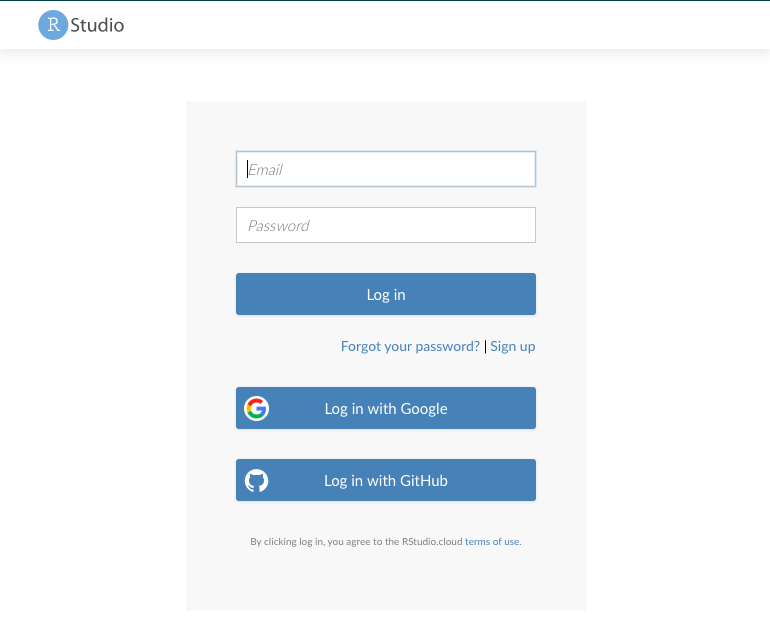 R Studio
Email
Password
Log in
Forgot your password? | Sign up
Log in with Google
Log in with GitHub
By clicking log in, you agree to the RStudio.cloud terms of use.